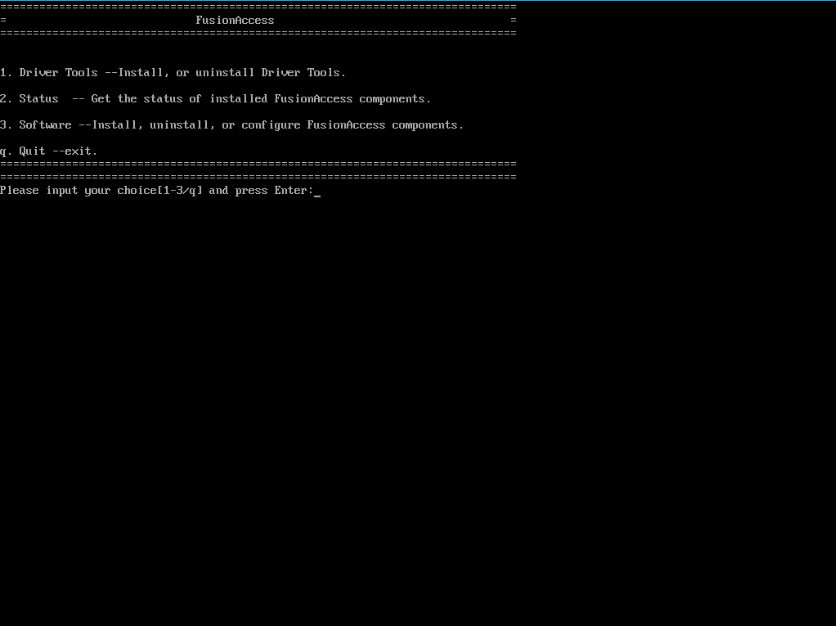 ===============================================================================
=                             FusionAccess                                    =
===============================================================================
1. Driver Tools --Install, or uninstall Driver Tools.
2. Status  -- Get the status of installed FusionAccess components.
3. Software --Install, uninstall, or configure FusionAccess components.
q. Quit --exit.
===============================================================================
===============================================================================
Please input your choice[1-3/q] and press Enter:_